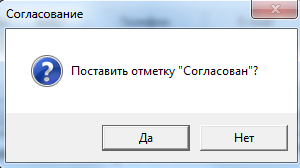 Согласование
Поставить отметку "Согласован"?
Да
Нет